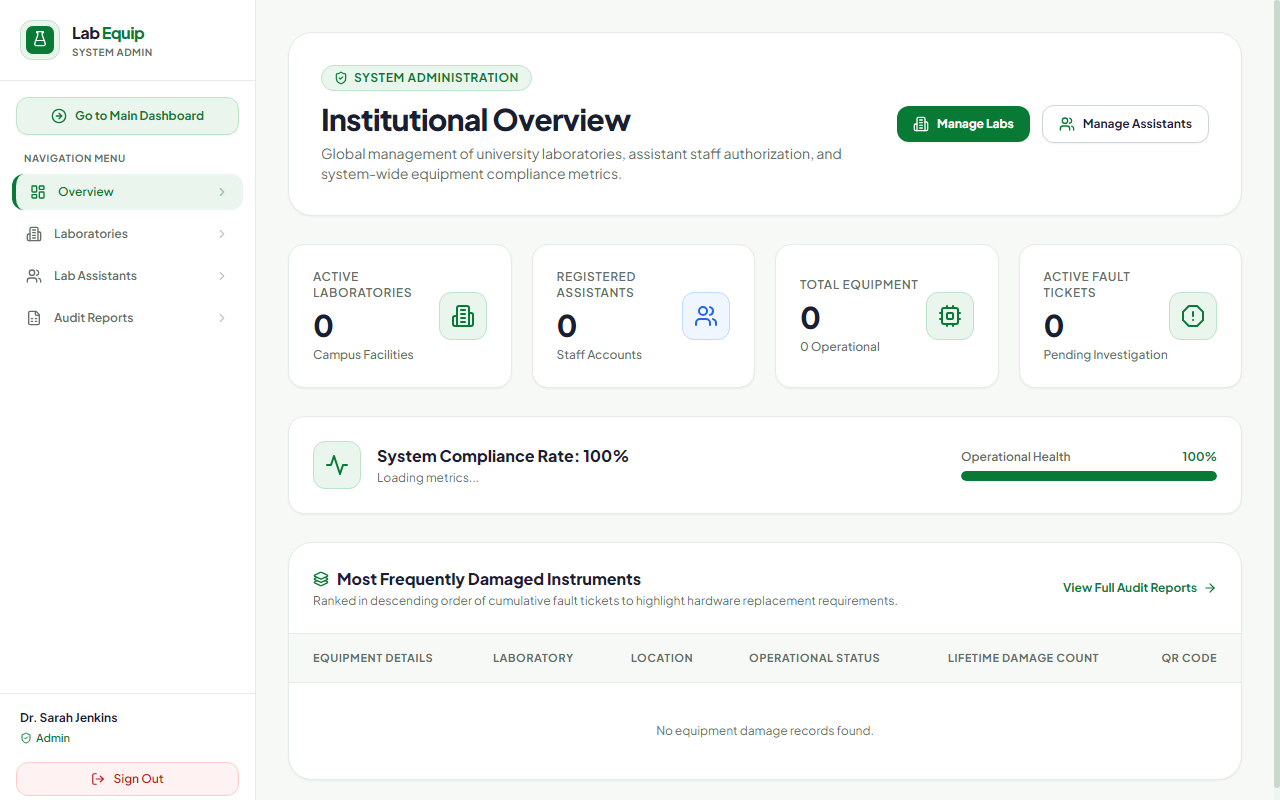 Lab Equip
SYSTEM ADMIN
Go to Main Dashboard
NAVIGATION MENU
Overview
Laboratories
Lab Assistants
Audit Reports
Dr. Sarah Jenkins
Admin
Sign Out
SYSTEM ADMINISTRATION
Institutional Overview
Global management of university laboratories, assistant staff authorization, and
system-wide equipment compliance metrics.
Manage Labs
Manage Assistants
ACTIVE
LABORATORIES
0
Campus Facilities
REGISTERED
ASSISTANTS
0
Staff Accounts
TOTAL EQUIPMENT
0
0 Operational
ACTIVE FAULT
TICKETS
0
Pending Investigation
System Compliance Rate: 100%
Loading metrics...
Operational Health 100%
Most Frequently Damaged Instruments
Ranked in descending order of cumulative fault tickets to highlight hardware replacement requirements.
View Full Audit Reports
EQUIPMENT DETAILS LABORATORY LOCATION OPERATIONAL STATUS LIFETIME DAMAGE COUNT QR CODE
No equipment damage records found.